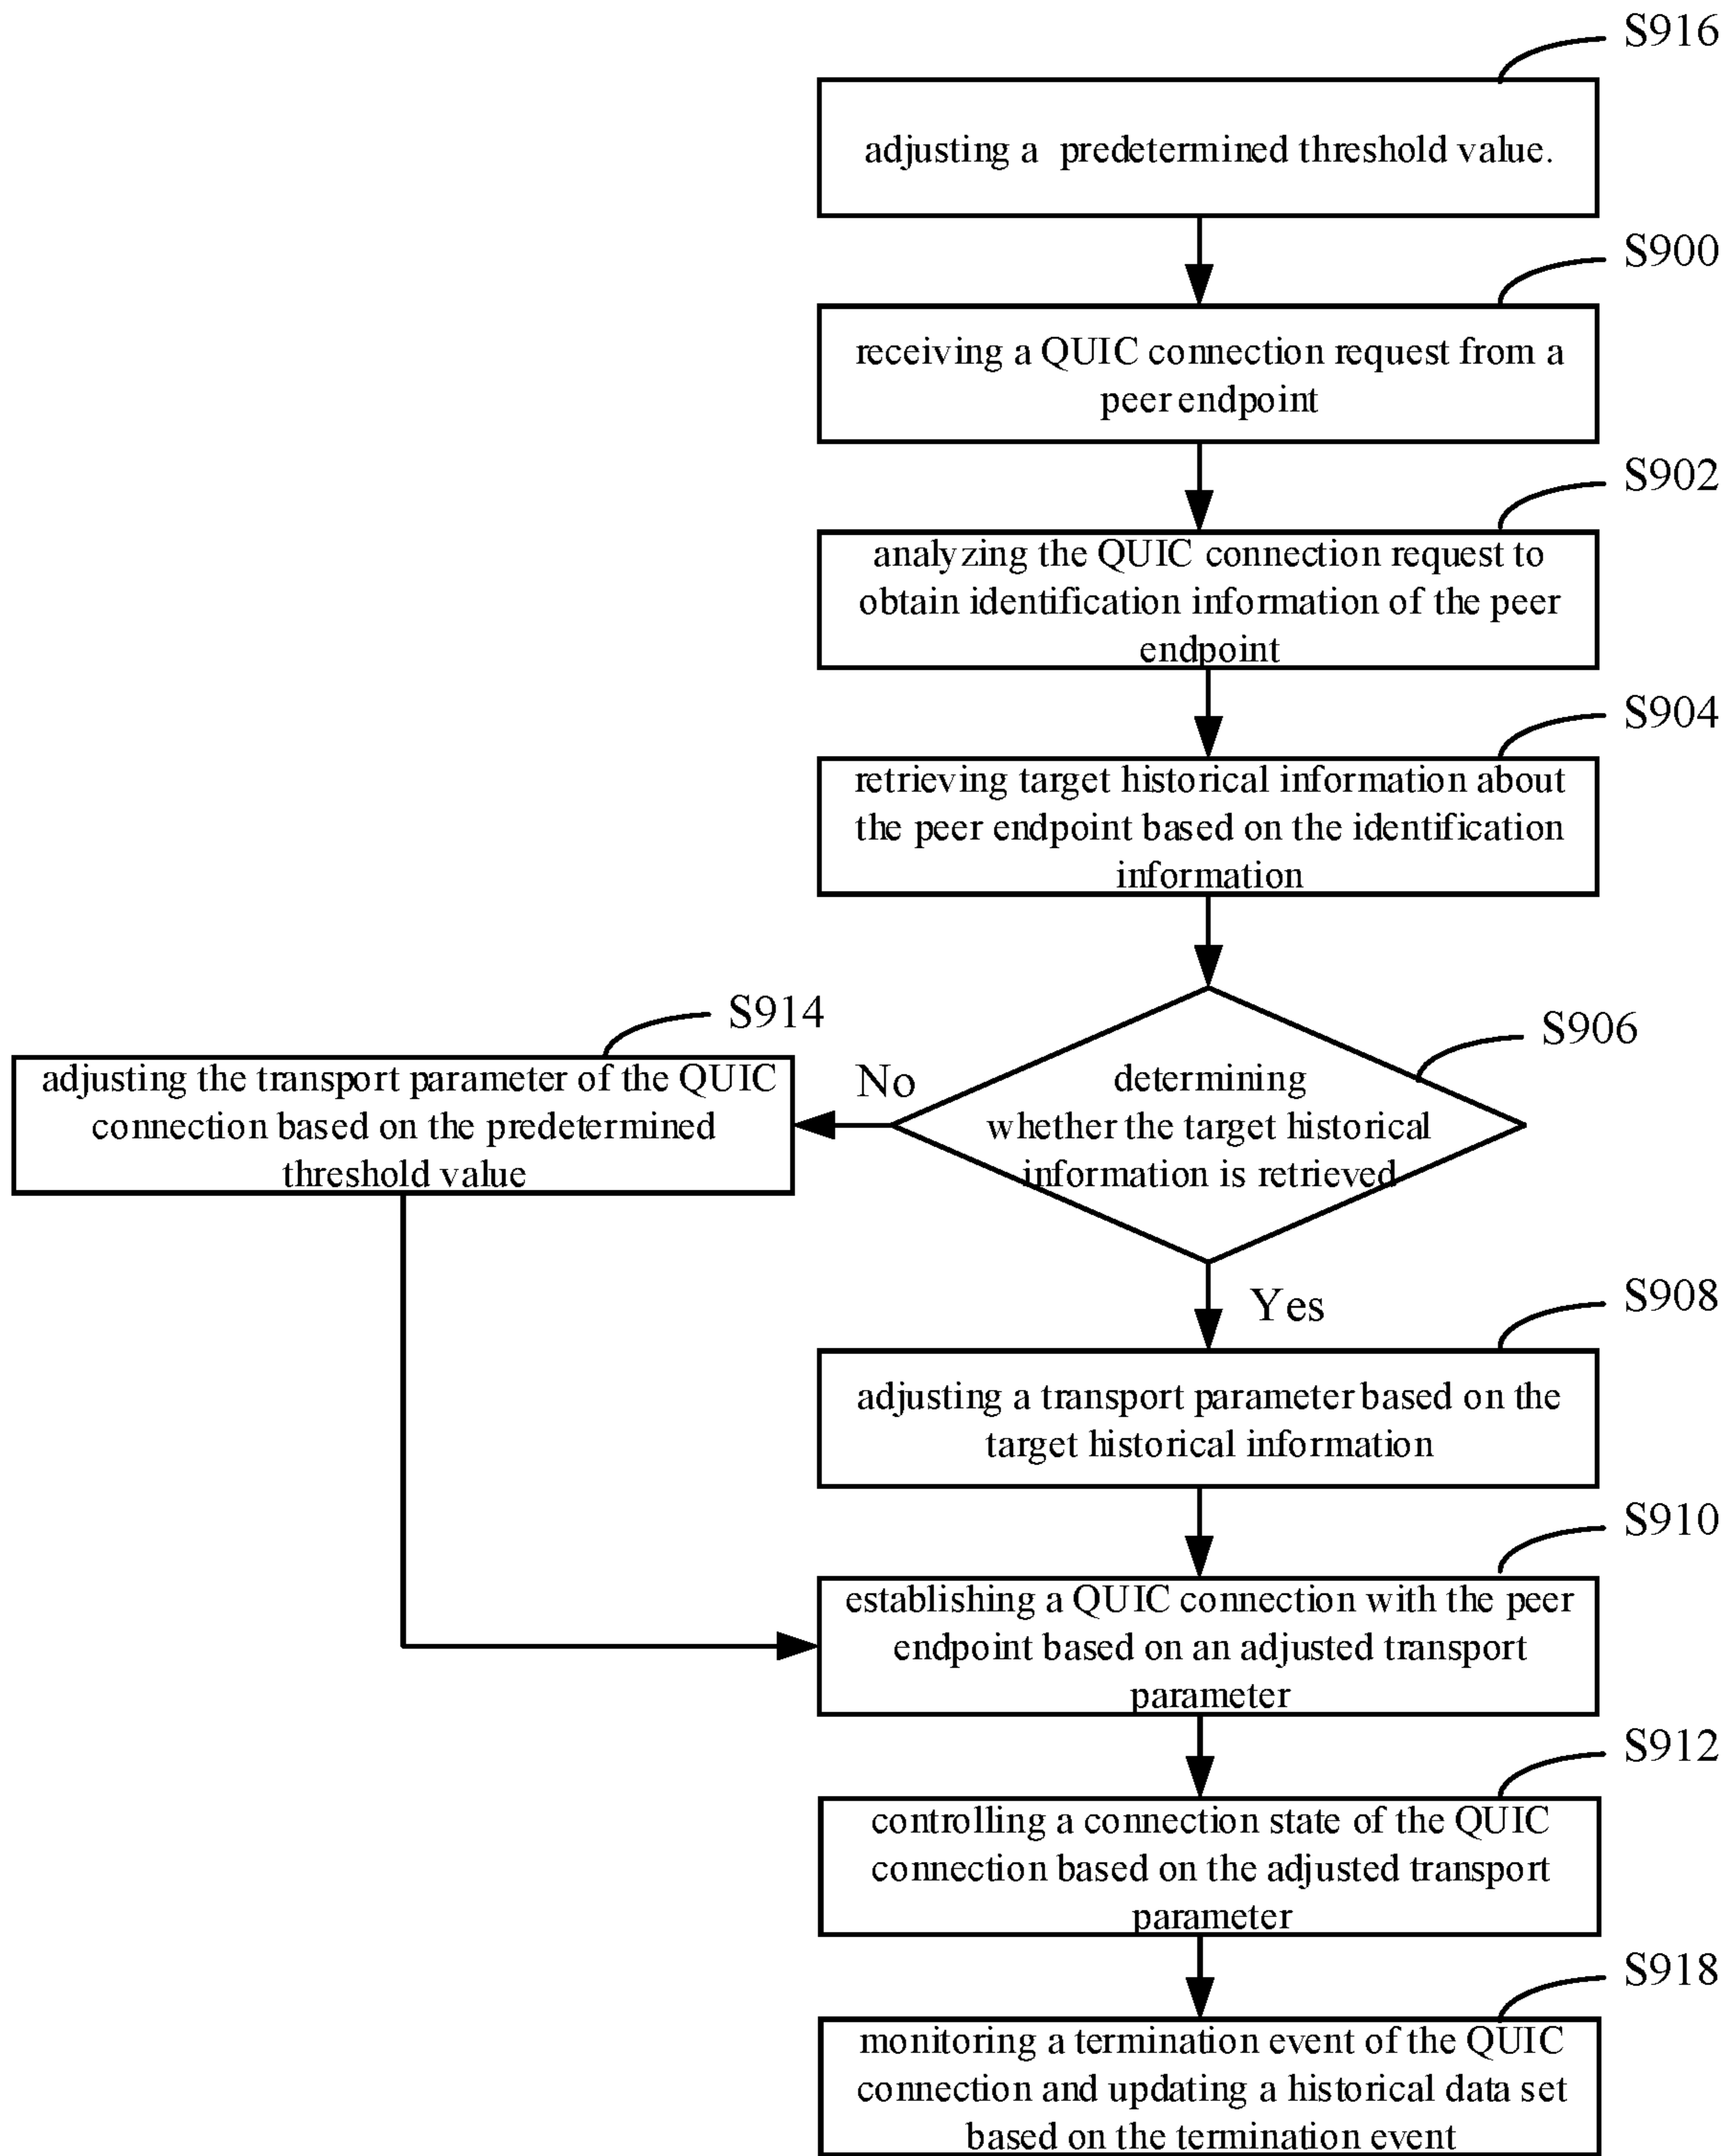 S916
adjusting a predetermined threshold value.
S900
receiving a QUIC connection request from a
peer endpoint
S902
analyzing the QUIC connection request to
obtain identification information of the peer
endpoint
S904
retrieving target historical information about
the peer endpoint based on the identification
information
S914
adjusting the transport parameter of the QUIC
connection based on the predetermined
threshold value
No
S906
determining
whether the target historical
information is retrieved
Yes
S908
adjusting a transport parameter based on the
target historical information
S910
establishing a QUIC connection with the peer
endpoint based on an adjusted transport
parameter
S912
controlling a connection state of the QUIC
connection based on the adjusted transport
parameter
S918
monitoring a termination event of the QUIC
connection and updating a historical data set
based on the termination event